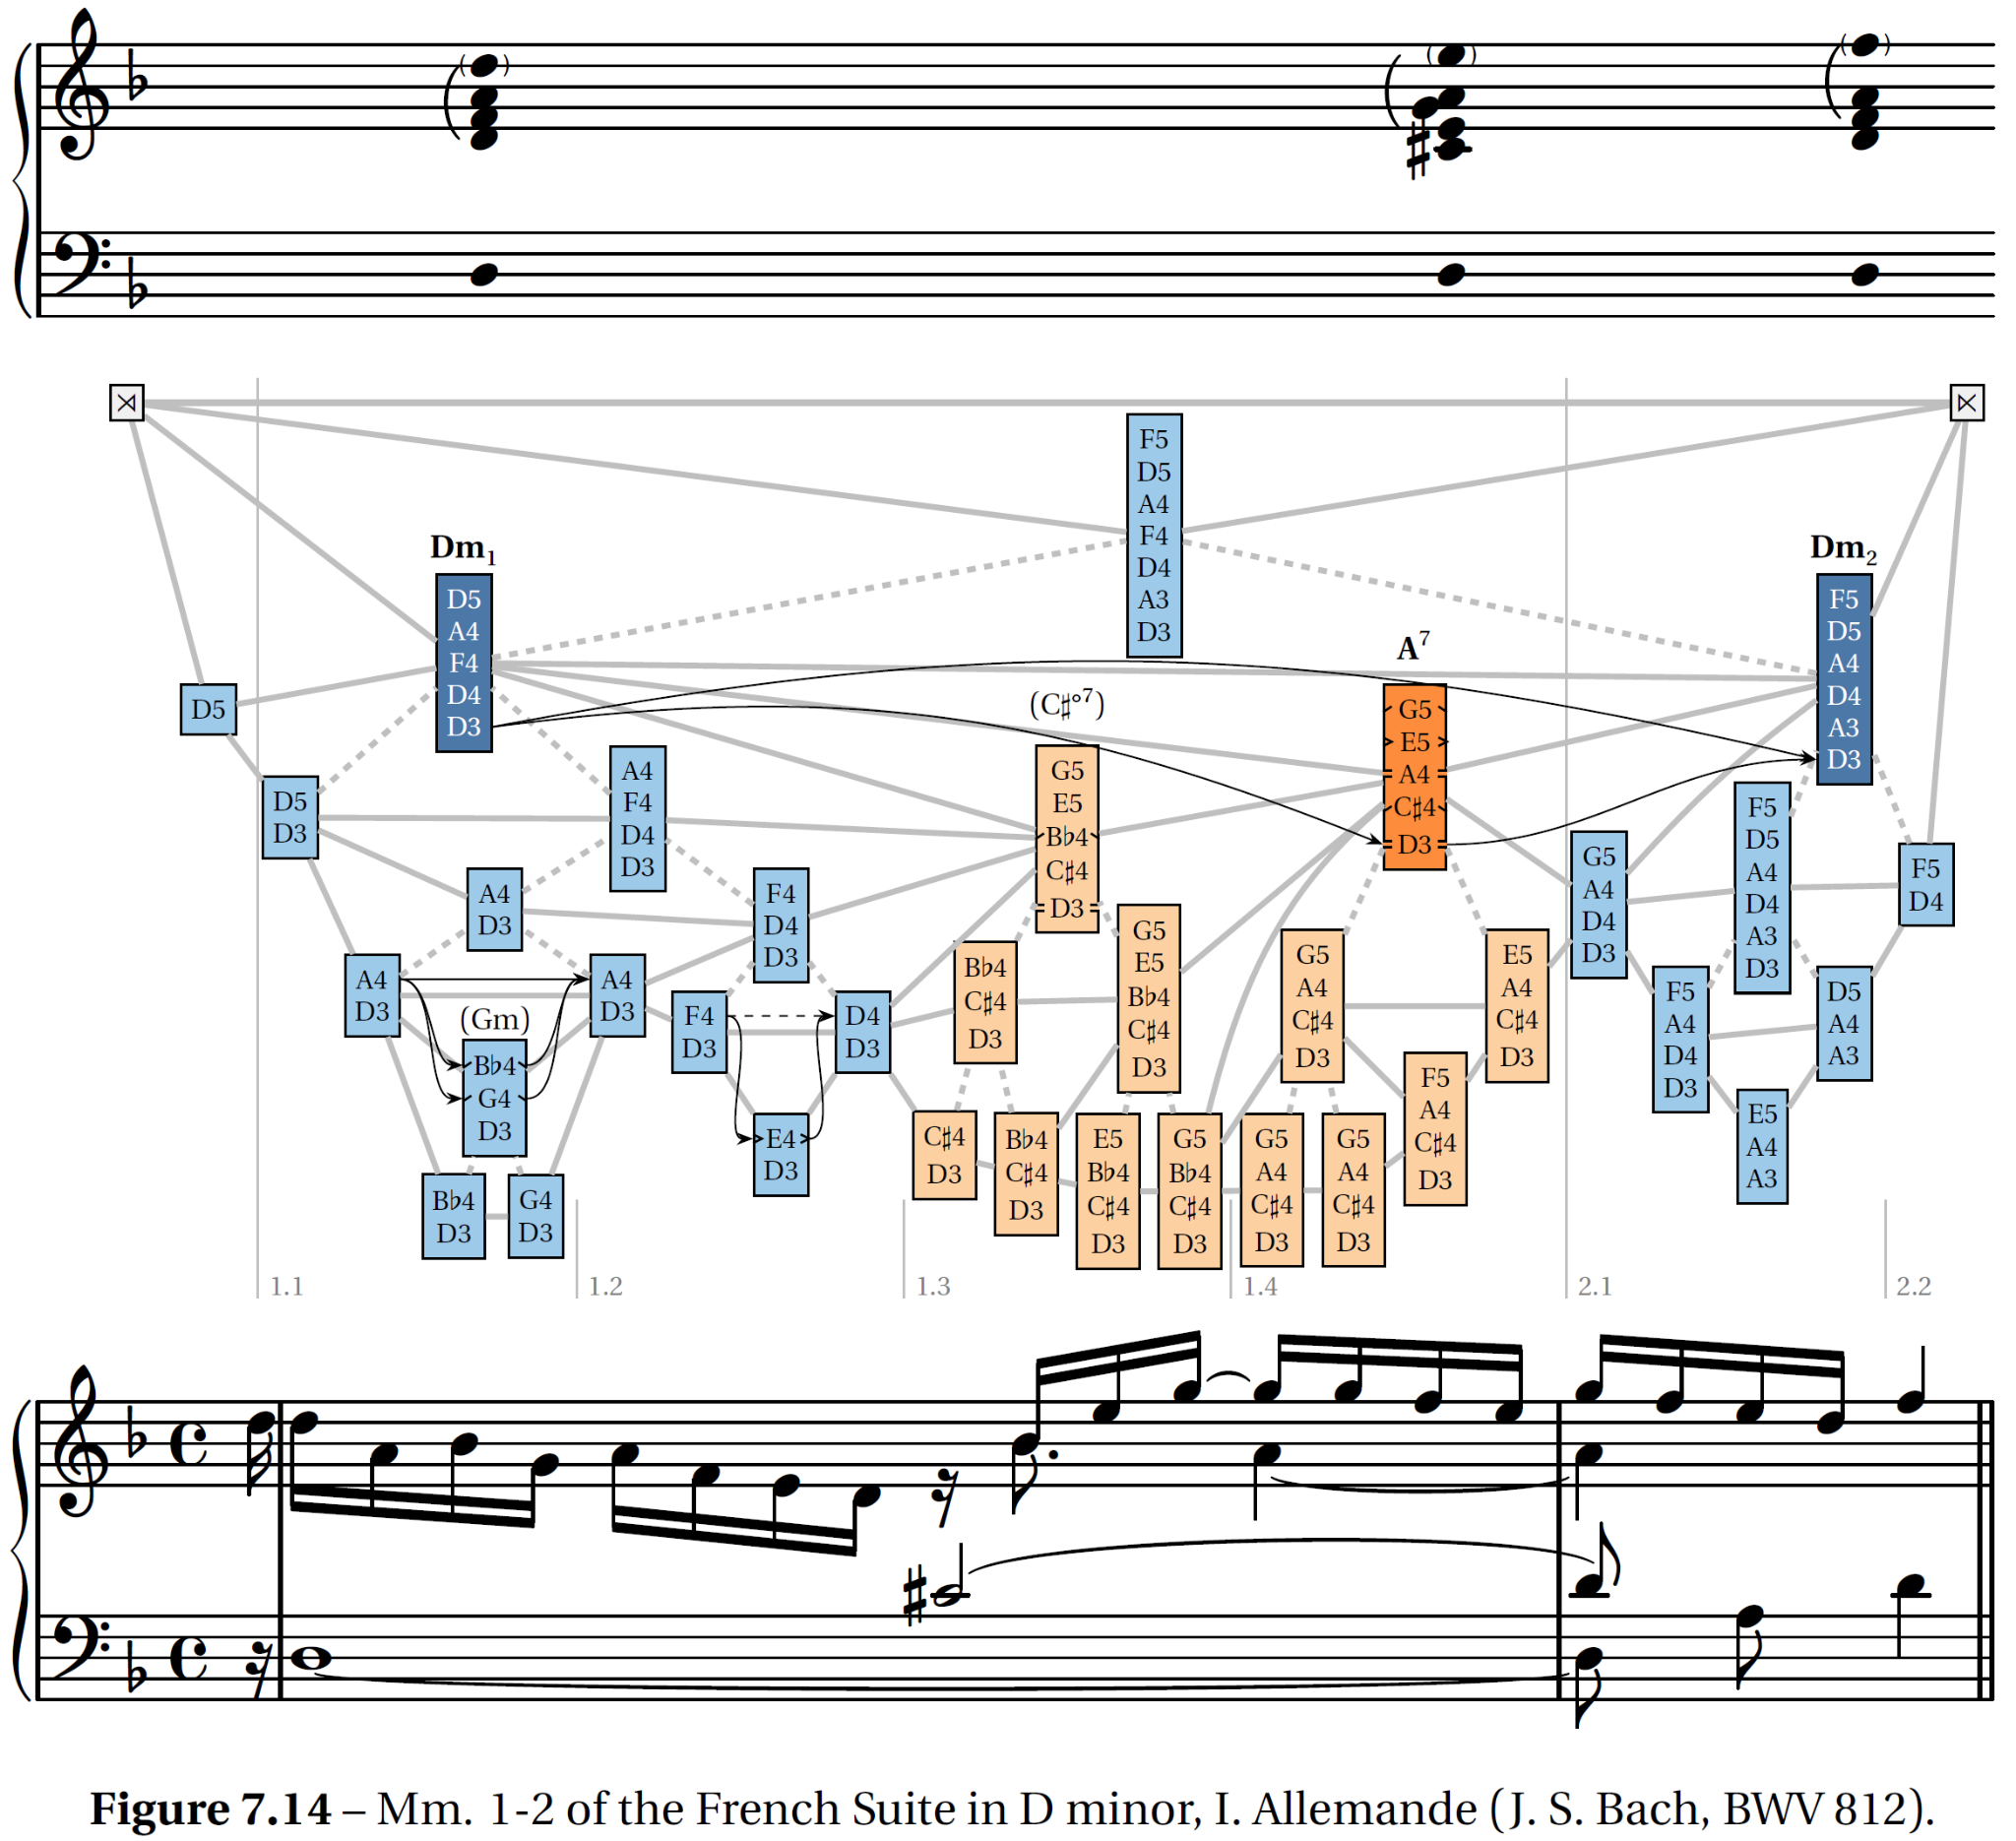 ⋊
⋉
F5
D5
A4
F4
D4
A3
D3
Dm1
D5
A4
F4
D4
D3
Dm2
F5
D5
A4
D4
A3
D3
A7
G5
E5
A4
C♯4
D3
D5
(C♯°7)
G5
E5
B♭4
C♯4
D3
D5
D3
A4
F4
D4
D3
A4
D3
F4
D4
D3
A4
D3
(Gm)
B♭4
G4
D3
A4
D3
F4
D3
D4
D3
E4
D3
B♭4
D3
G4
D3
B♭4
C♯4
D3
G5
E5
B♭4
C♯4
D3
C♯4
D3
B♭4
C♯4
D3
E5
B♭4
C♯4
D3
G5
B♭4
C♯4
D3
G5
A4
C♯4
D3
E5
A4
C♯4
D3
G5
A4
C♯4
D3
G5
A4
C♯4
D3
F5
A4
C♯4
D3
G5
A4
D4
D3
F5
D5
A4
D4
A3
D3
F5
D4
F5
A4
D4
D3
D5
A4
A3
E5
A4
A3
1.1
1.2
1.3
1.4
2.1
2.2
Figure 7.14 – Mm. 1-2 of the French Suite in D minor, I. Allemande (J. S. Bach, BWV 812).